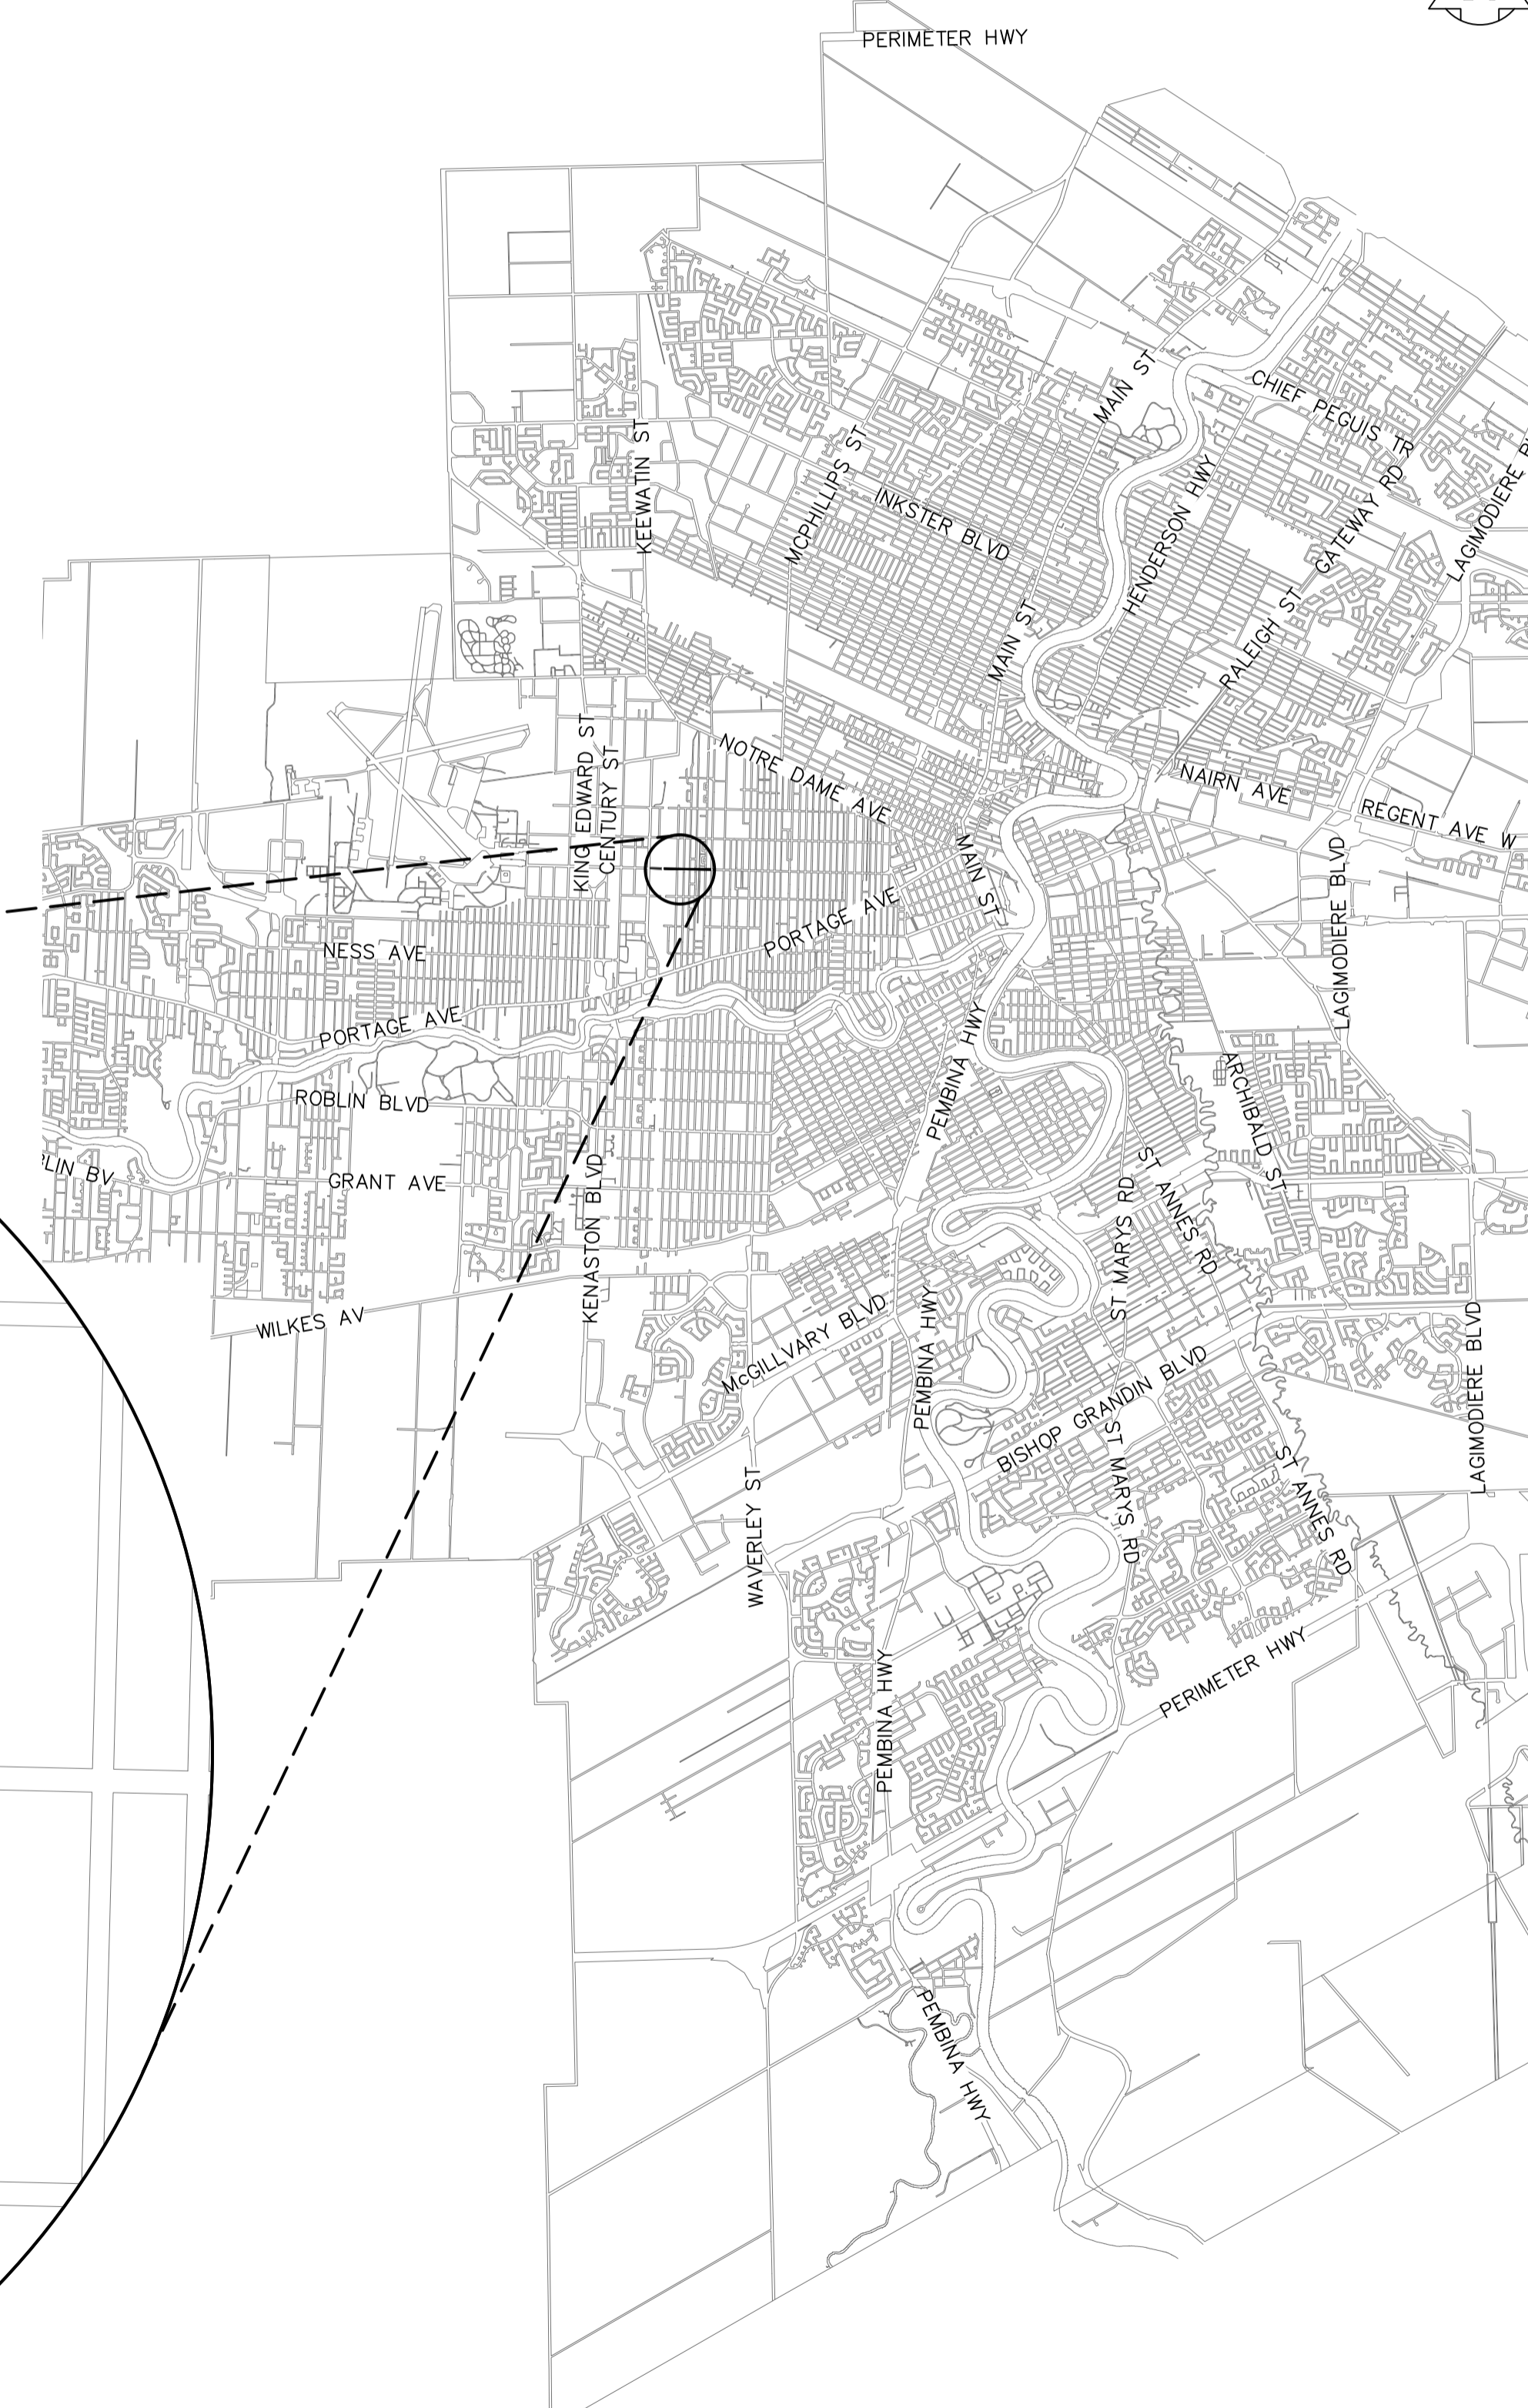 PERIMETER HWY
MAIN ST
CHIEF PEGUIS TR
KEEWATIN ST
MCPHILLIPS ST
INKSTER BLVD
HENDERSON HWY
GATEWAY RD
LAGIMODIERE
MAIN ST
RALEIGH ST
KING EDWARD ST
CENTURY ST
NOTRE DAME AVE
NAIRN AVE
REGENT AVE W
MAIN ST
LAGIMODIERE BLVD
NESS AVE
PORTAGE AVE
PORTAGE AVE
PEMBINA HWY
ARCHIBALD ST
ROBLIN BLVD
LIN BV
GRANT AVE
KENASTON BLVD
ST MARYS RD
ST ANNES RD
WILKES AV
McGILLVARY BLVD
PEMBINA HWY
LAGIMODIERE BLVD
BISHOP GRANDIN BLVD
WAVERLEY ST
ST MARYS RD
ST ANNES RD
PEMBINA HWY
PERIMETER HWY
PEMBINA HWY